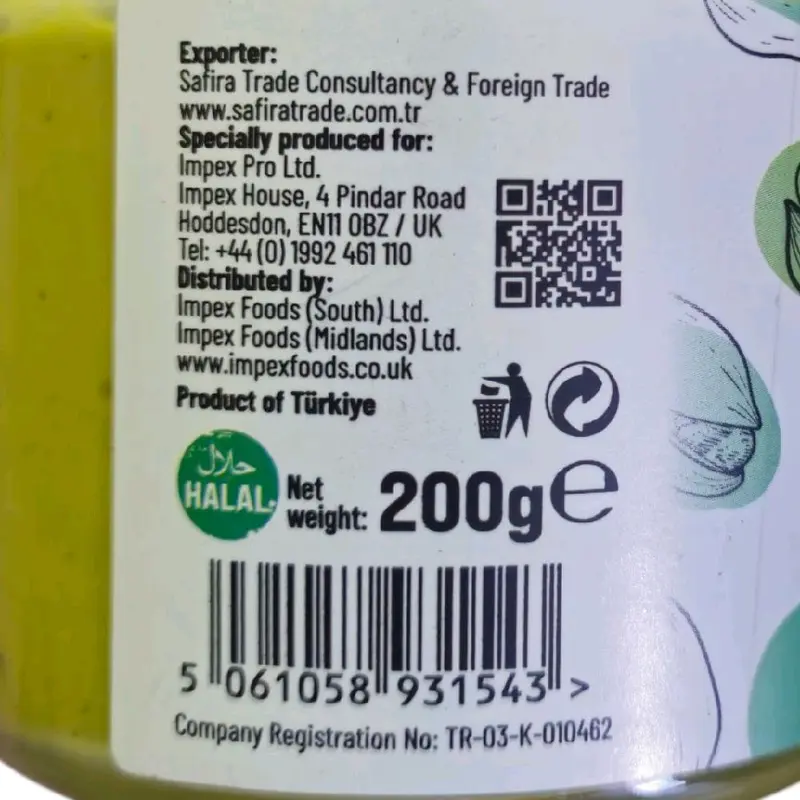 Exporter:
Safira Trade Consultancy & Foreign Trade
www.safiratrade.com.tr
Specially produced for:
Impex Pro Ltd.
Impex House, 4 Pindar Road
Hoddesdon, EN11 0BZ / UK
Tel: +44 (0) 1992 461 110
Distributed by:
Impex Foods (South) Ltd.
Impex Foods (Midlands) Ltd.
www.impexfoods.co.uk
Product of Türkiye
حلال
HALAL
Net
weight: 200g℮
5 061058 931543 >
Company Registration No: TR-03-K-010462